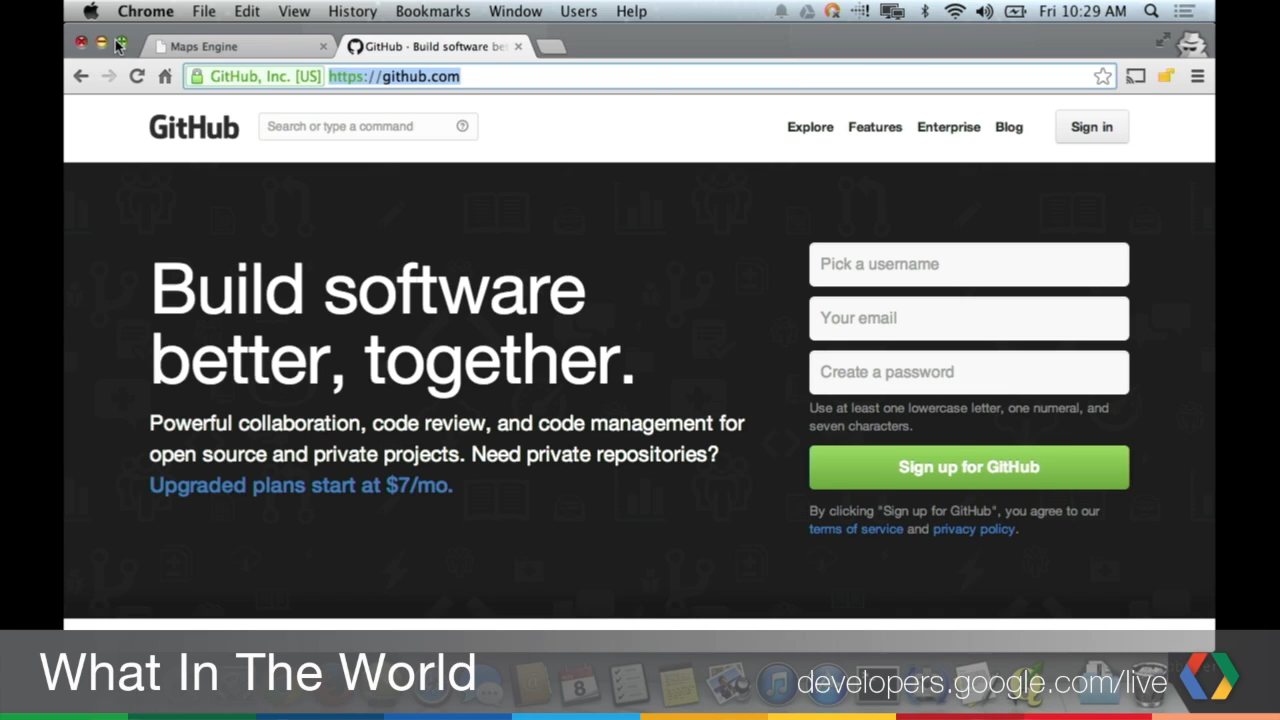 Chrome File Edit View History Bookmarks Window Users Help Fri 10:29 AM
Maps Engine GitHub · Build software be
GitHub, Inc. [US] https://github.com
GitHub Search or type a command Explore Features Enterprise Blog Sign in
Build software
better, together.
Powerful collaboration, code review, and code management for
open source and private projects. Need private repositories?
Upgraded plans start at $7/mo.
Pick a username
Your email
Create a password
Use at least one lowercase letter, one numeral, and
seven characters.
Sign up for GitHub
By clicking "Sign up for GitHub", you agree to our
terms of service and privacy policy.
8
What In The World
developers.google.com/live